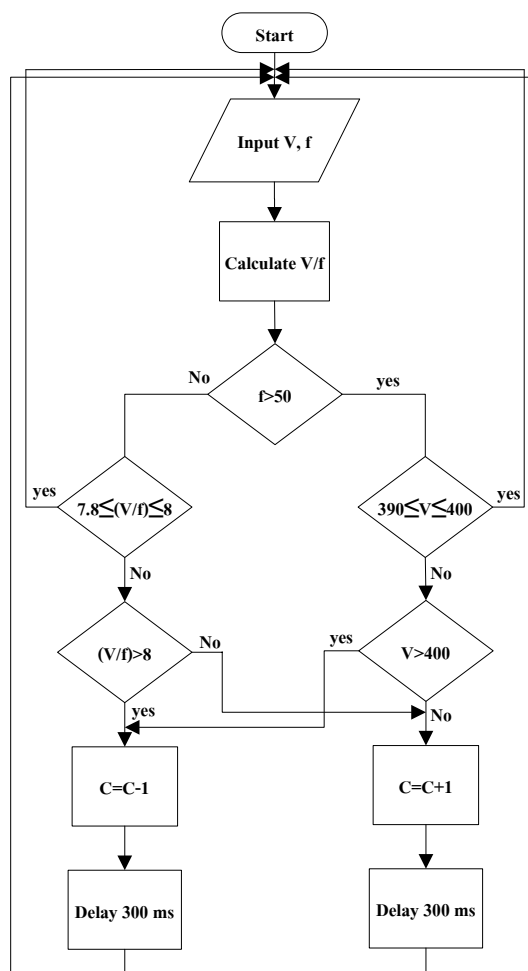 Start
Input V, f
Calculate V/f
No
f>50
yes
yes
7.8≤(V/f)≤8
390≤V≤400
yes
No
No
(V/f)>8
No
yes
V>400
yes
No
C=C-1
C=C+1
Delay 300 ms
Delay 300 ms